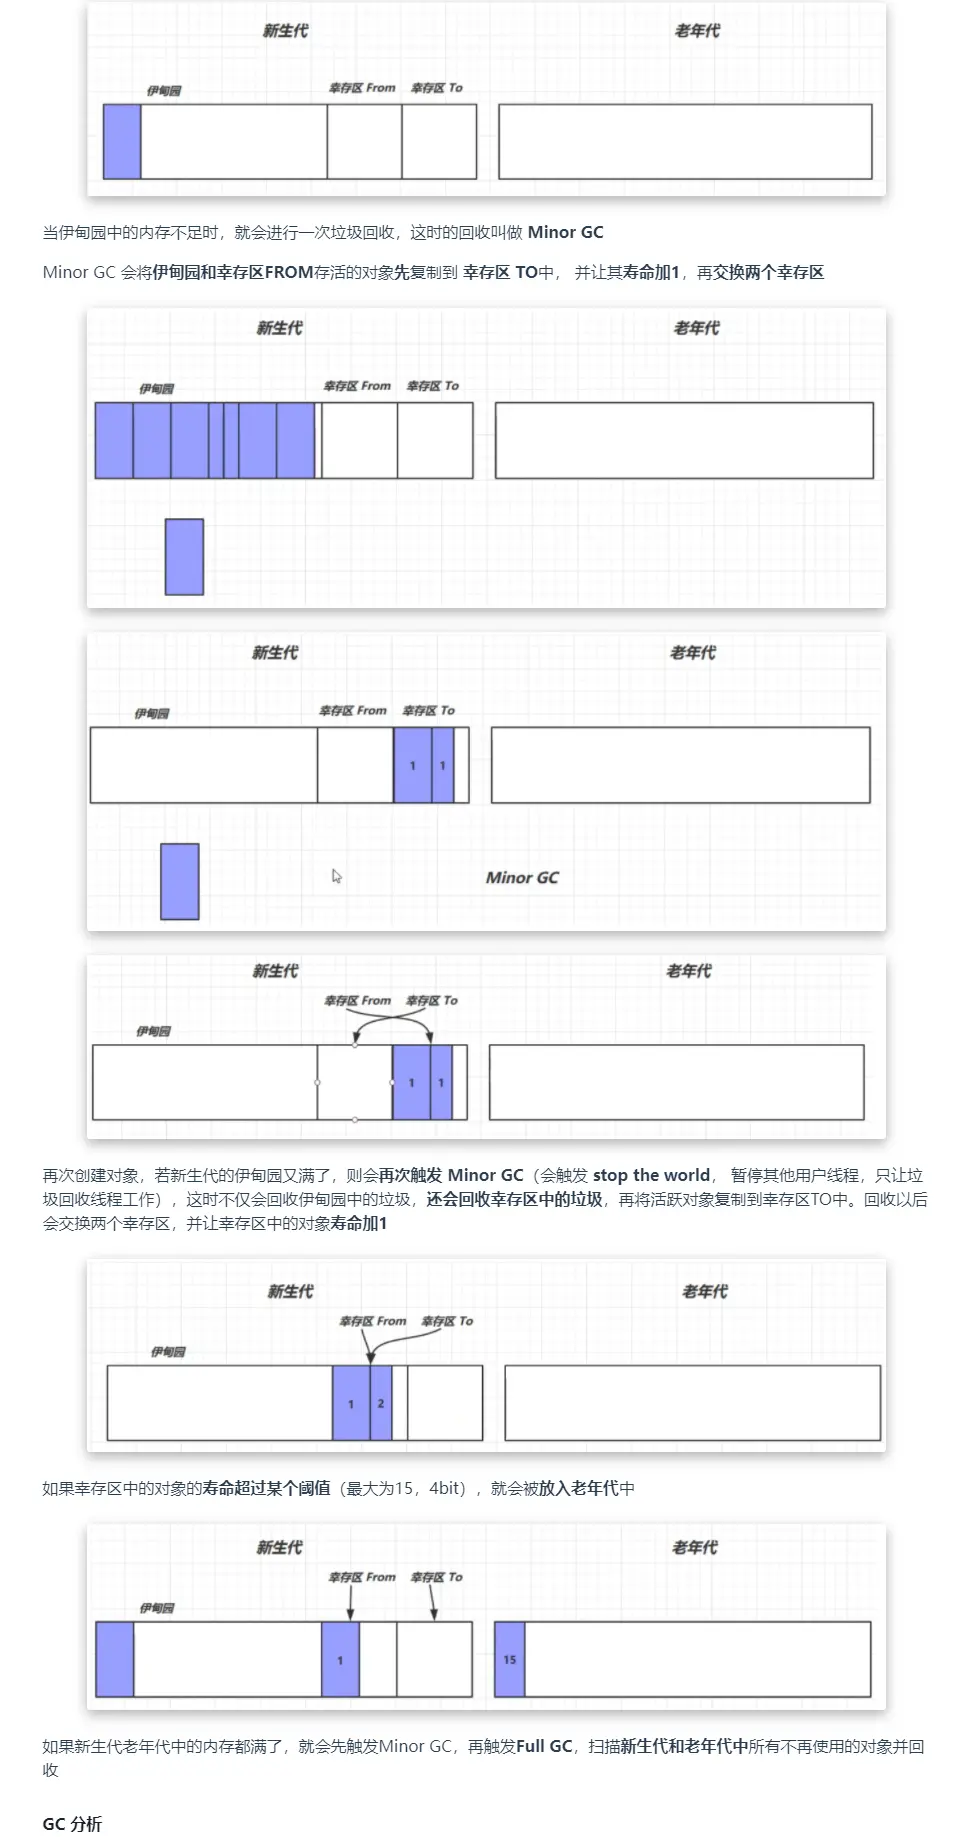 新生代 老年代
伊甸园 幸存区 From 幸存区 To
当伊甸园中的内存不足时，就会进行一次垃圾回收，这时的回收叫做 Minor GC
Minor GC 会将伊甸园和幸存区FROM存活的对象先复制到 幸存区 TO中， 并让其寿命加1，再交换两个幸存区
新生代 老年代
伊甸园 幸存区 From 幸存区 To
新生代 老年代
伊甸园 幸存区 From 幸存区 To
1 1
Minor GC
新生代 老年代
幸存区 From 幸存区 To
伊甸园
1 1
再次创建对象，若新生代的伊甸园又满了，则会再次触发 Minor GC（会触发 stop the world， 暂停其他用户线程，只让垃
圾回收线程工作），这时不仅会回收伊甸园中的垃圾，还会回收幸存区中的垃圾，再将活跃对象复制到幸存区TO中。回收以后
会交换两个幸存区，并让幸存区中的对象寿命加1
新生代 老年代
幸存区 From 幸存区 To
伊甸园
1 2
如果幸存区中的对象的寿命超过某个阈值（最大为15，4bit），就会被放入老年代中
新生代 老年代
幸存区 From 幸存区 To
伊甸园
1 15
如果新生代老年代中的内存都满了，就会先触发Minor GC，再触发Full GC，扫描新生代和老年代中所有不再使用的对象并回
收
GC 分析